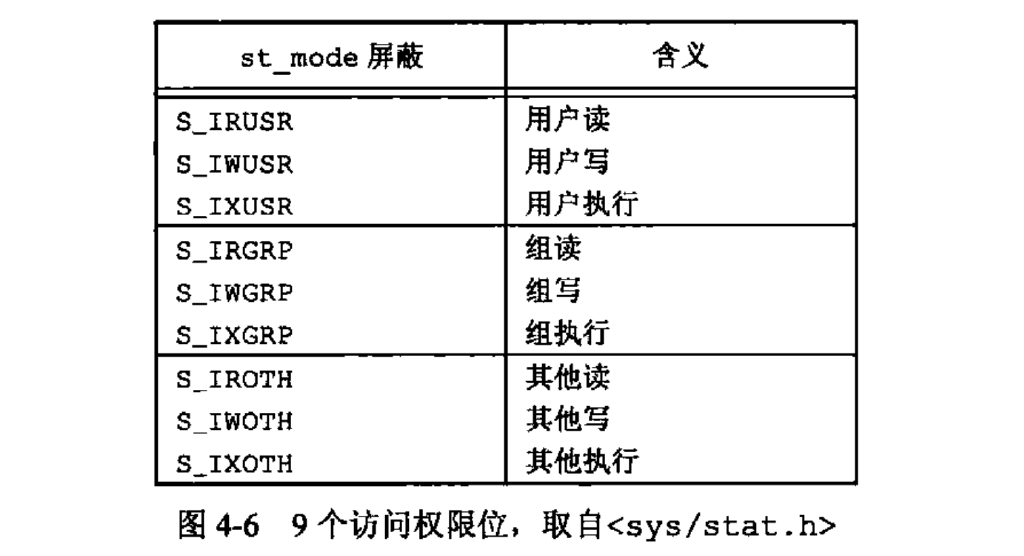 st_mode 屏蔽 含义
S_IRUSR 用户读
S_IWUSR 用户写
S_IXUSR 用户执行
S_IRGRP 组读
S_IWGRP 组写
S_IXGRP 组执行
S_IROTH 其他读
S_IWOTH 其他写
S_IXOTH 其他执行
图 4-6 9 个访问权限位，取自<sys/stat.h>